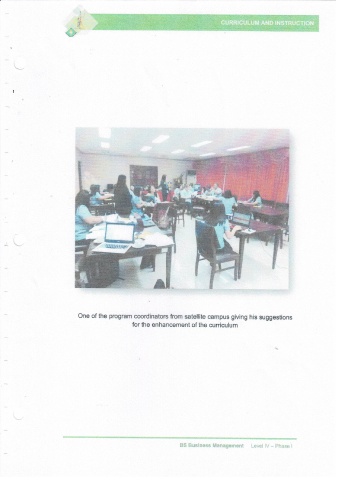 CURRICULUM AND INSTRUCTION
One of the program coordinators from satellite campus giving his suggestions
for the enhancement of the curriculum
BS Business Management Level IV – Phase I